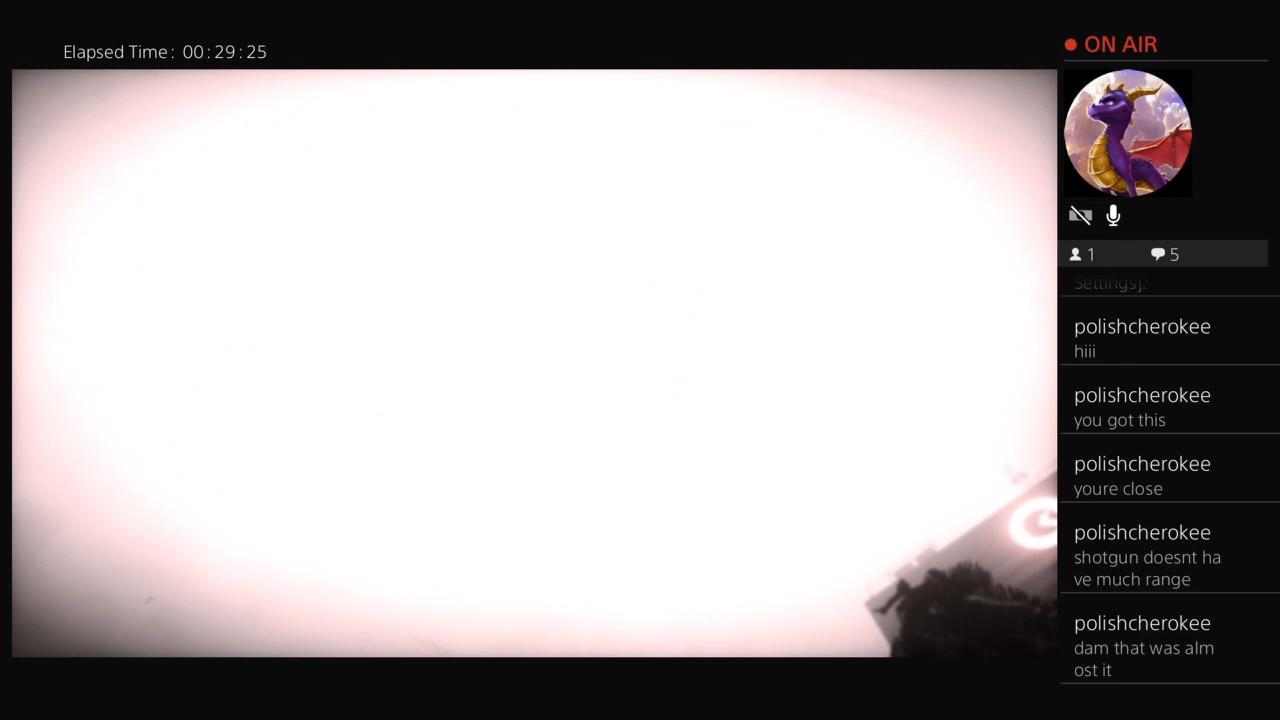 Elapsed Time: 00:29:25
ON AIR
1 5
Settings].
polishcherokee
hiii
polishcherokee
you got this
polishcherokee
youre close
polishcherokee
shotgun doesnt ha
ve much range
polishcherokee
dam that was alm
ost it